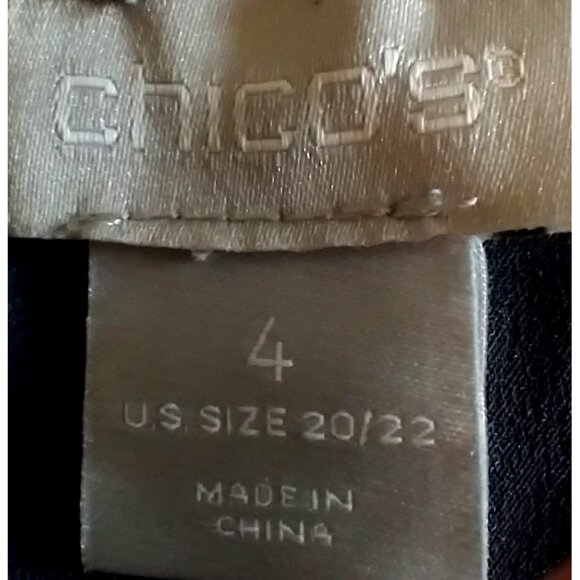 chico's®
4
U.S. SIZE 20/22
MADE IN
CHINA